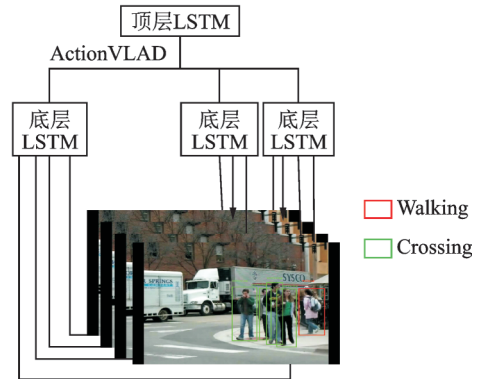 顶层LSTM
ActionVLAD
底层
LSTM
底层
LSTM
底层
LSTM
Walking
Crossing
SPRINGS
SYSCO